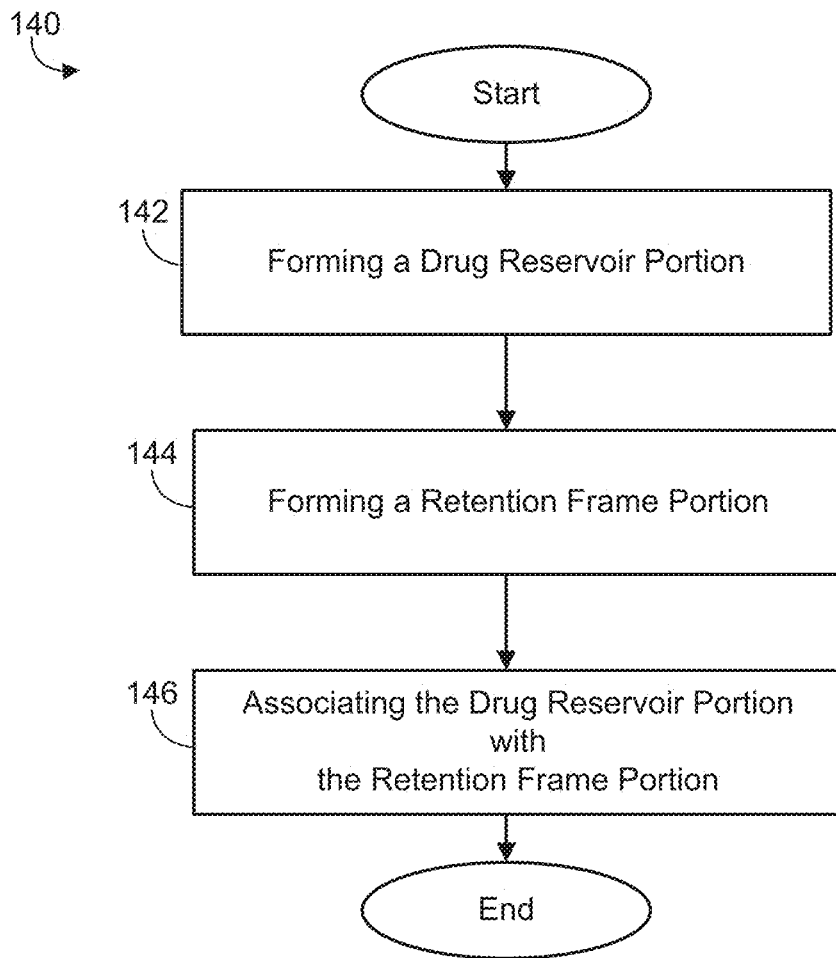 140
Start
142
Forming a Drug Reservoir Portion
144
Forming a Retention Frame Portion
146
Associating the Drug Reservoir Portion
with
the Retention Frame Portion
End